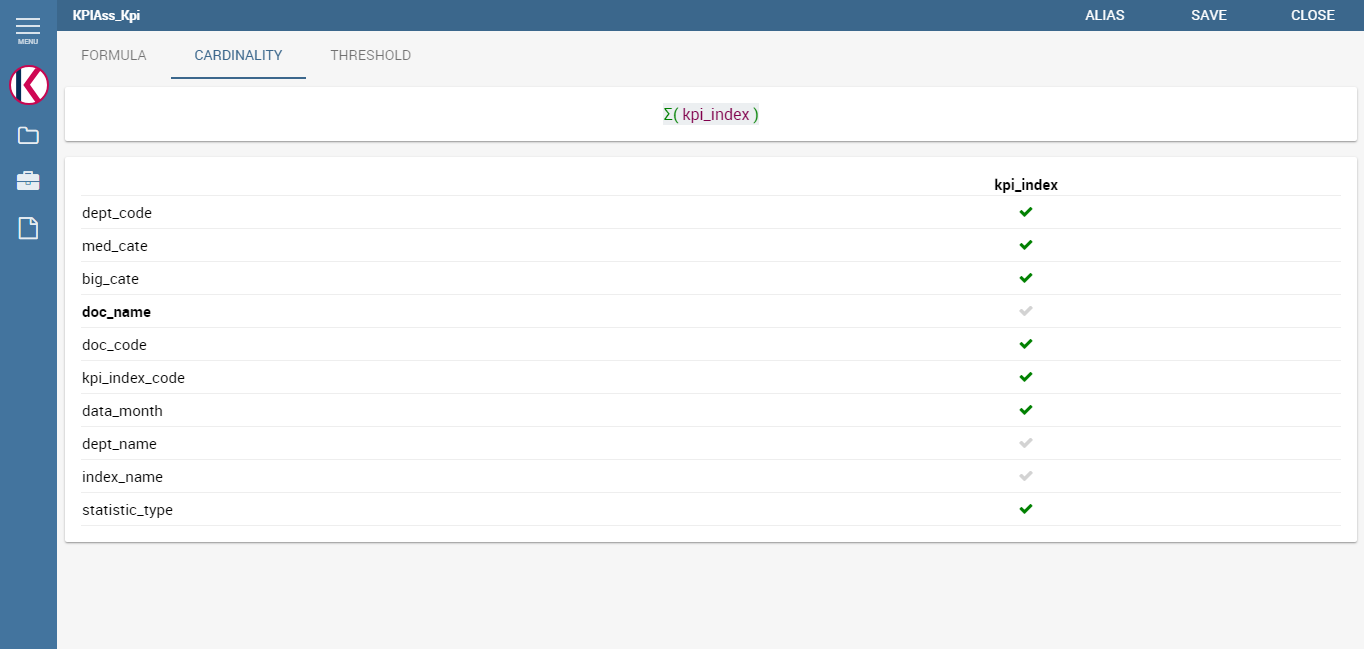 KPIAss_Kpi ALIAS SAVE CLOSE
MENU
FORMULA CARDINALITY THRESHOLD
Σ( kpi_index )
kpi_index
dept_code
med_cate
big_cate
doc_name
doc_code
kpi_index_code
data_month
dept_name
index_name
statistic_type